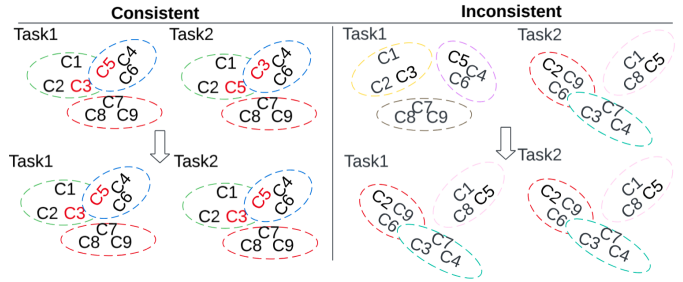 Consistent
Task1
C1
C2 C3
C5 C4
C6
C7
C8 C9
Task2
C1
C2 C5
C3 C4
C6
C7
C8 C9
Task1
C1
C2 C3
C5 C4
C6
C7
C8 C9
Task2
C1
C2 C3
C5 C4
C6
C7
C8 C9
Inconsistent
Task1
C1
C2 C3
C5 C4
C6
C7
C8 C9
Task2
C2 C9
C6
C1
C8 C5
C7
C3 C4
Task1
C2 C9
C6
C1
C8 C5
C7
C3 C4
Task2
C2 C9
C6
C1
C8 C5
C7
C3 C4